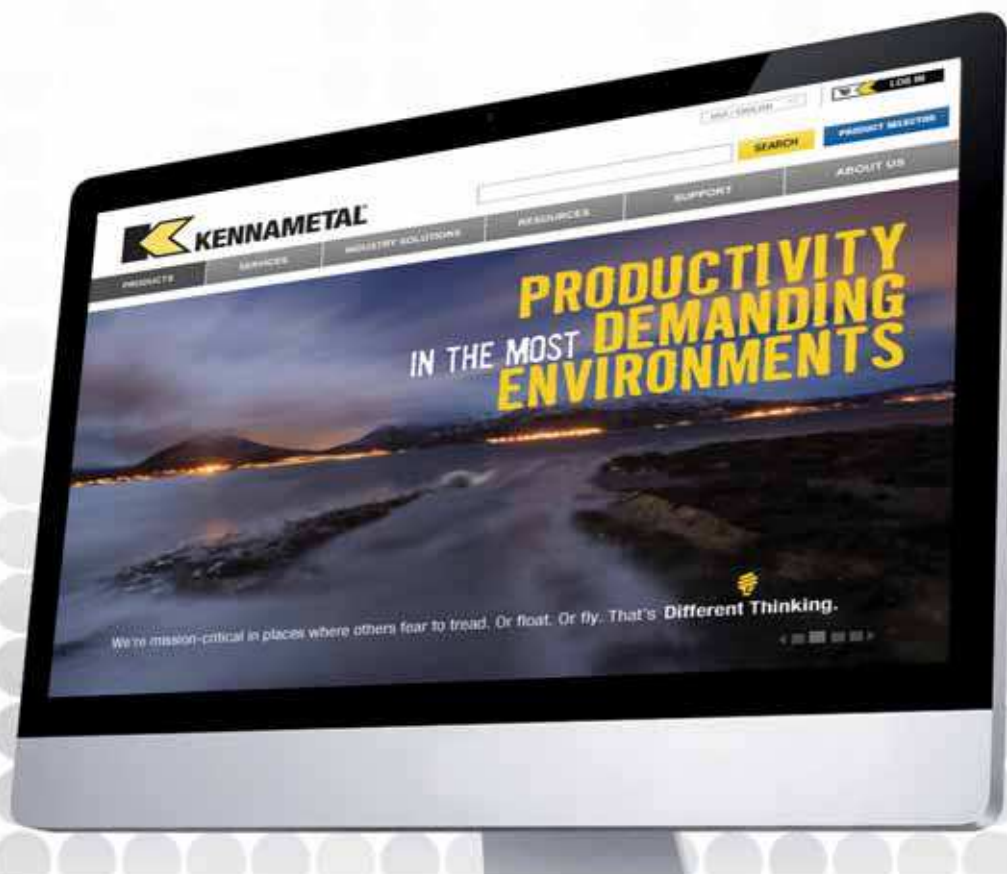 USA / ENGLISH
LOG IN
SEARCH
PRODUCT SELECTOR
KENNAMETAL
PRODUCTS
SERVICES
INDUSTRY SOLUTIONS
RESOURCES
SUPPORT
ABOUT US
PRODUCTIVITY
IN THE MOST DEMANDING
ENVIRONMENTS
We're mission-critical in places where others fear to tread. Or float. Or fly. That's Different Thinking.